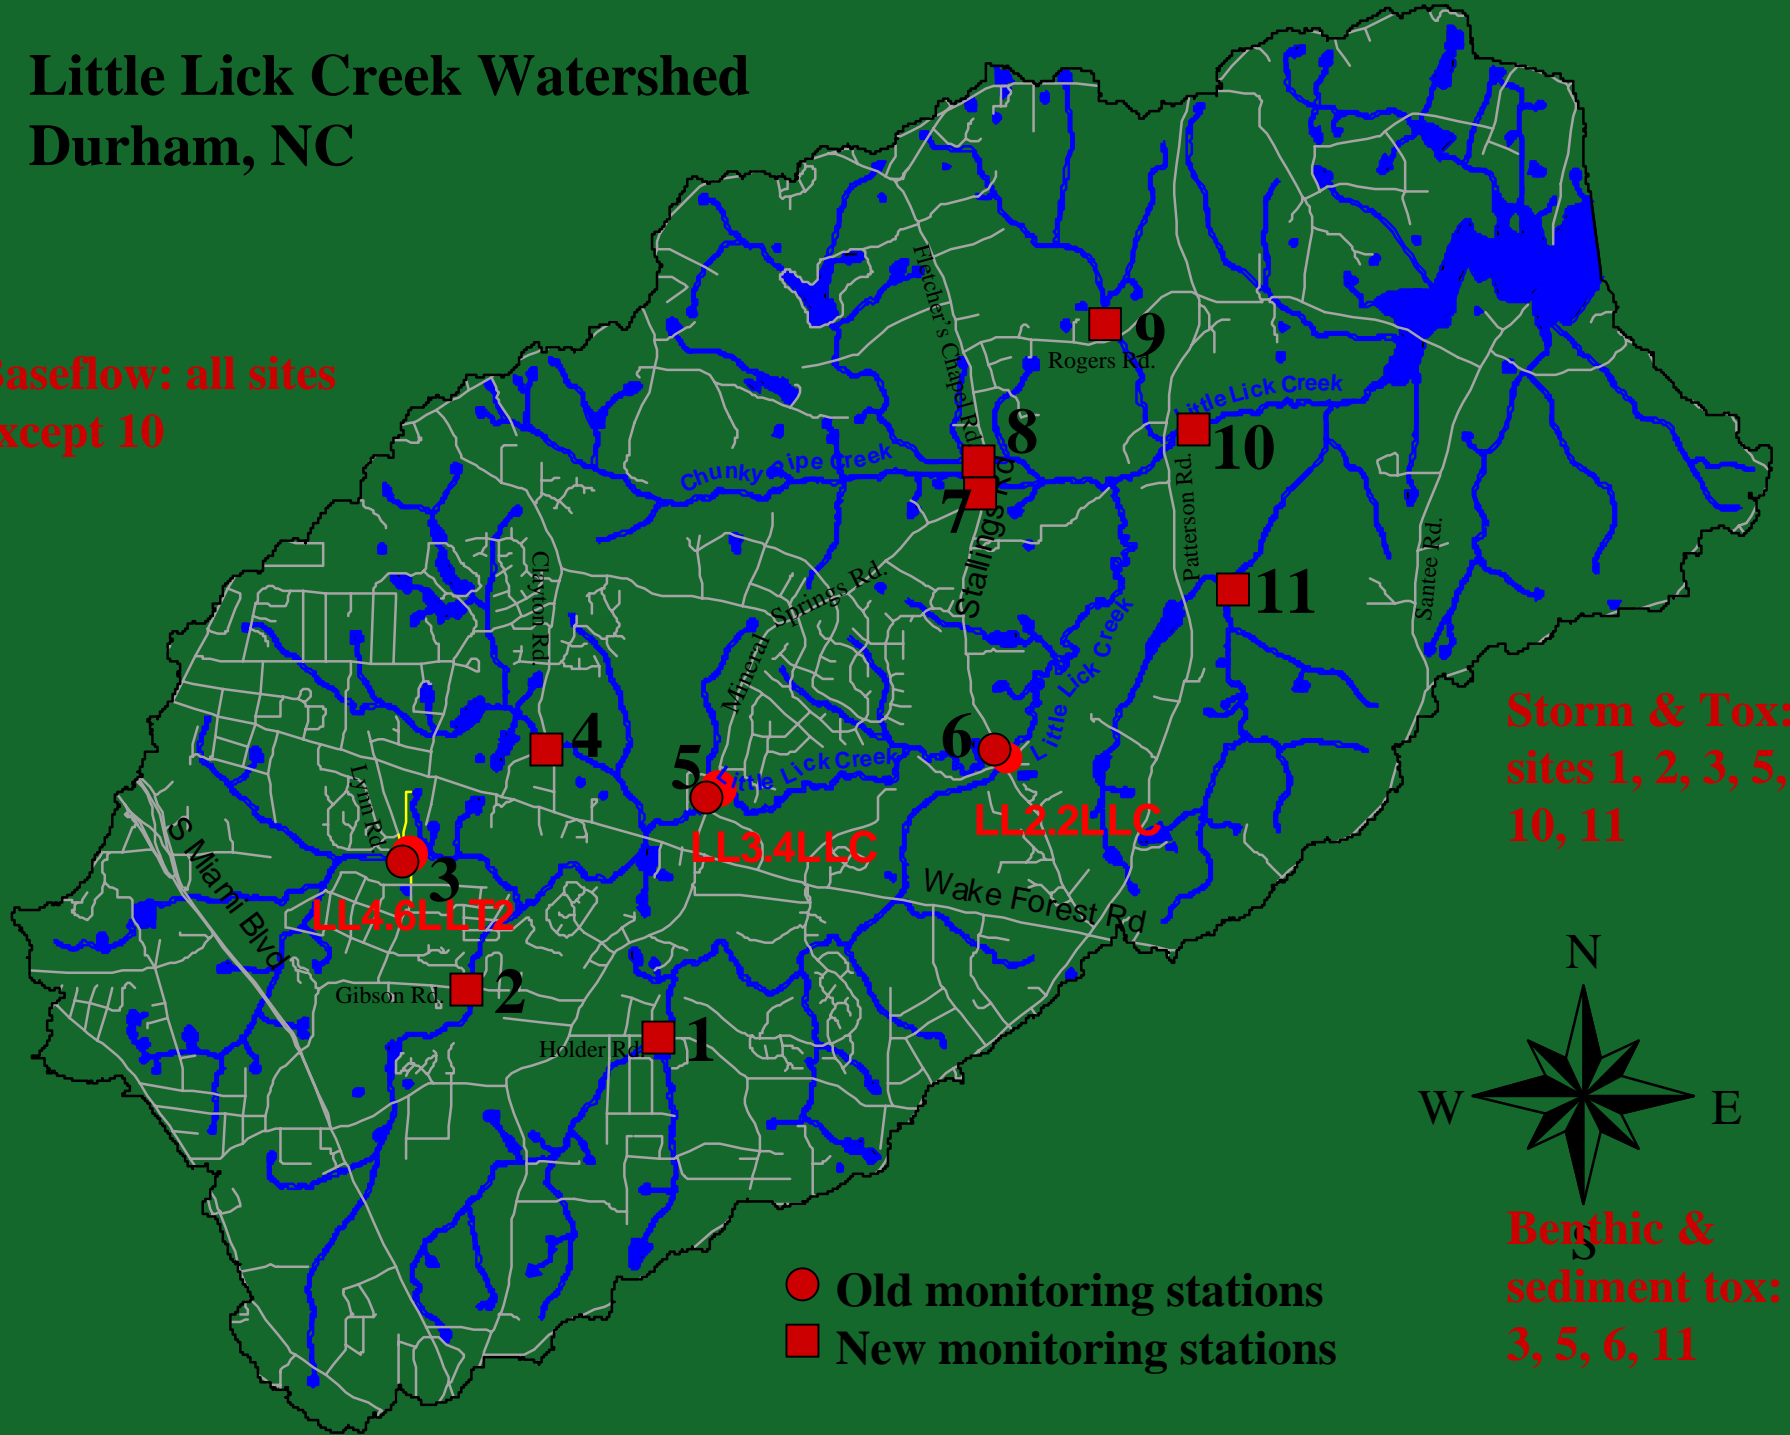 Little Lick Creek Watershed
Durham, NC
aseflow: all sites
xcept 10
Fletcher's Chapel Rd.
9
Rogers Rd.
Little Lick Creek
8
10
Chunky Pipe Creek
7
Stallings Rd
Patterson Rd.
Santee Rd.
11
Clayton Rd.
Mineral Springs Rd.
Little Lick Creek
Storm & Tox:
sites 1, 2, 3, 5,
10, 11
4
5
6
Little Lick Creek
Lynn Rd.
LL2.2LLC
LL3.4LLC
S Miami Blvd
3
Wake Forest Rd
LL4.6LLT2
Gibson Rd.
2
Holder Rd.
1
N
W
E
S
Benthic &
sediment tox:
3, 5, 6, 11
Old monitoring stations
New monitoring stations